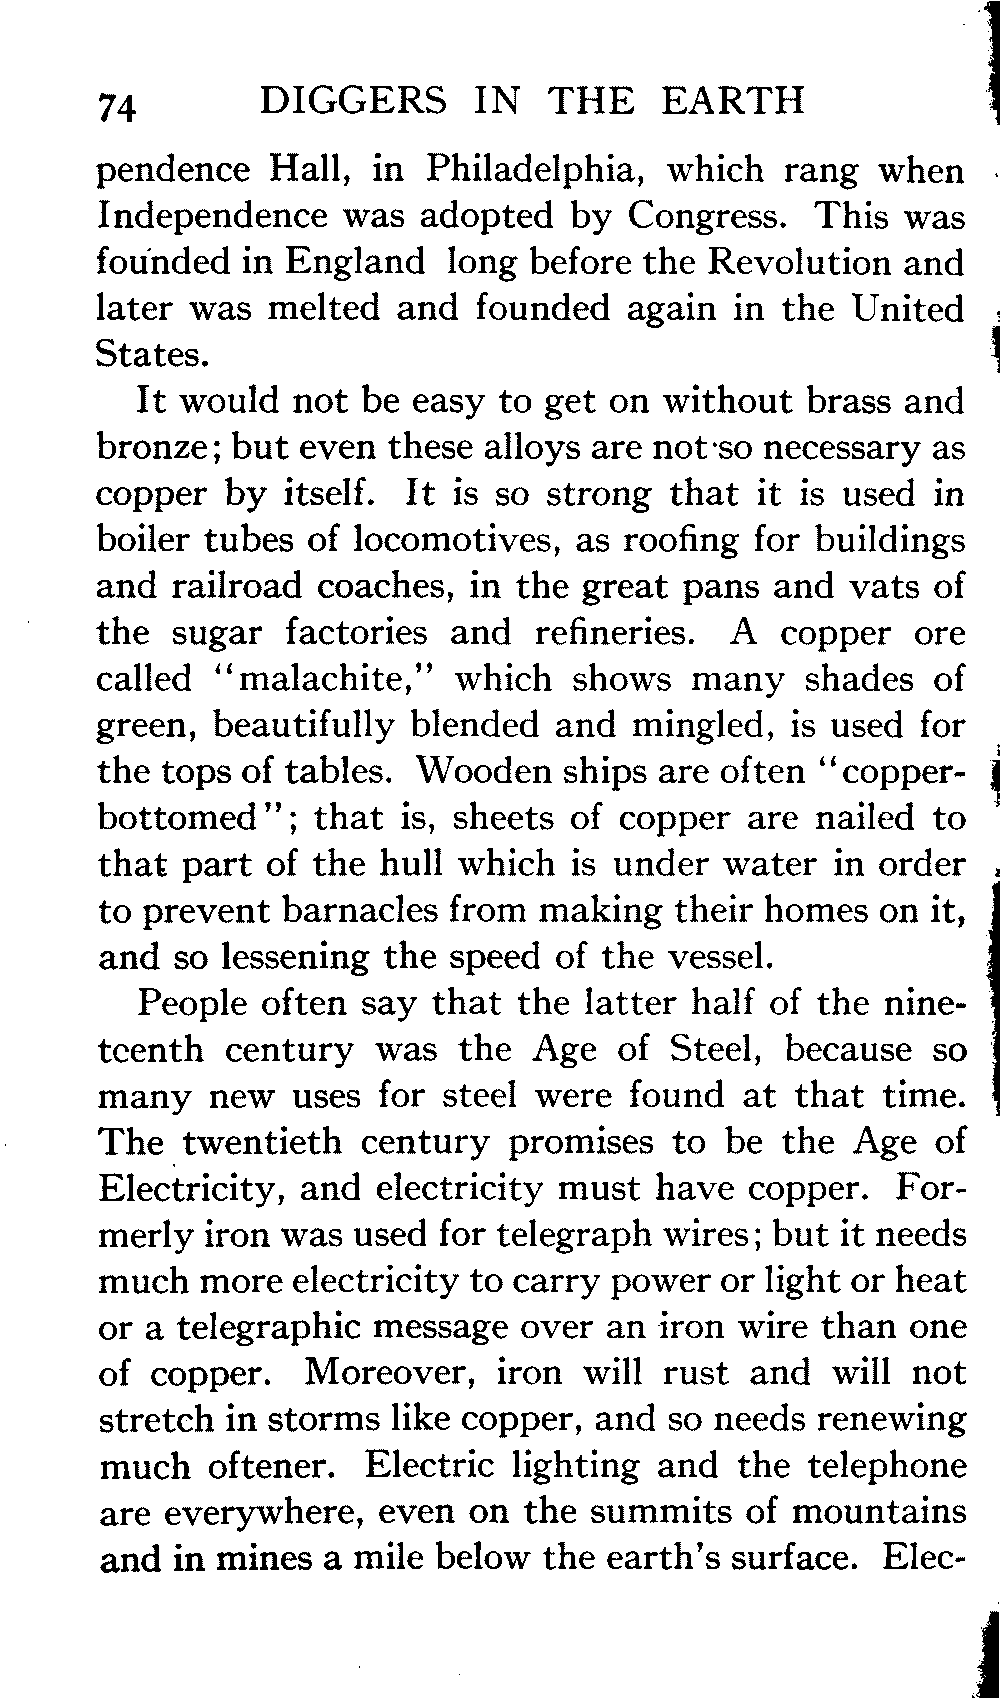 74 DIGGERS IN THE EARTH
pendence Hall, in Philadelphia, which rang when
Independence was adopted by Congress. This was
founded in England long before the Revolution and
later was melted and founded again in the United
States.
It would not be easy to get on without brass and
bronze; but even these alloys are not so necessary as
copper by itself. It is so strong that it is used in
boiler tubes of locomotives, as roofing for buildings
and railroad coaches, in the great pans and vats of
the sugar factories and refineries. A copper ore
called "malachite," which shows many shades of
green, beautifully blended and mingled, is used for
the tops of tables. Wooden ships are often "copper-
bottomed"; that is, sheets of copper are nailed to
that part of the hull which is under water in order
to prevent barnacles from making their homes on it,
and so lessening the speed of the vessel.
People often say that the latter half of the nine-
teenth century was the Age of Steel, because so
many new uses for steel were found at that time.
The twentieth century promises to be the Age of
Electricity, and electricity must have copper. For-
merly iron was used for telegraph wires; but it needs
much more electricity to carry power or light or heat
or a telegraphic message over an iron wire than one
of copper. Moreover, iron will rust and will not
stretch in storms like copper, and so needs renewing
much oftener. Electric lighting and the telephone
are everywhere, even on the summits of mountains
and in mines a mile below the earth's surface. Elec-